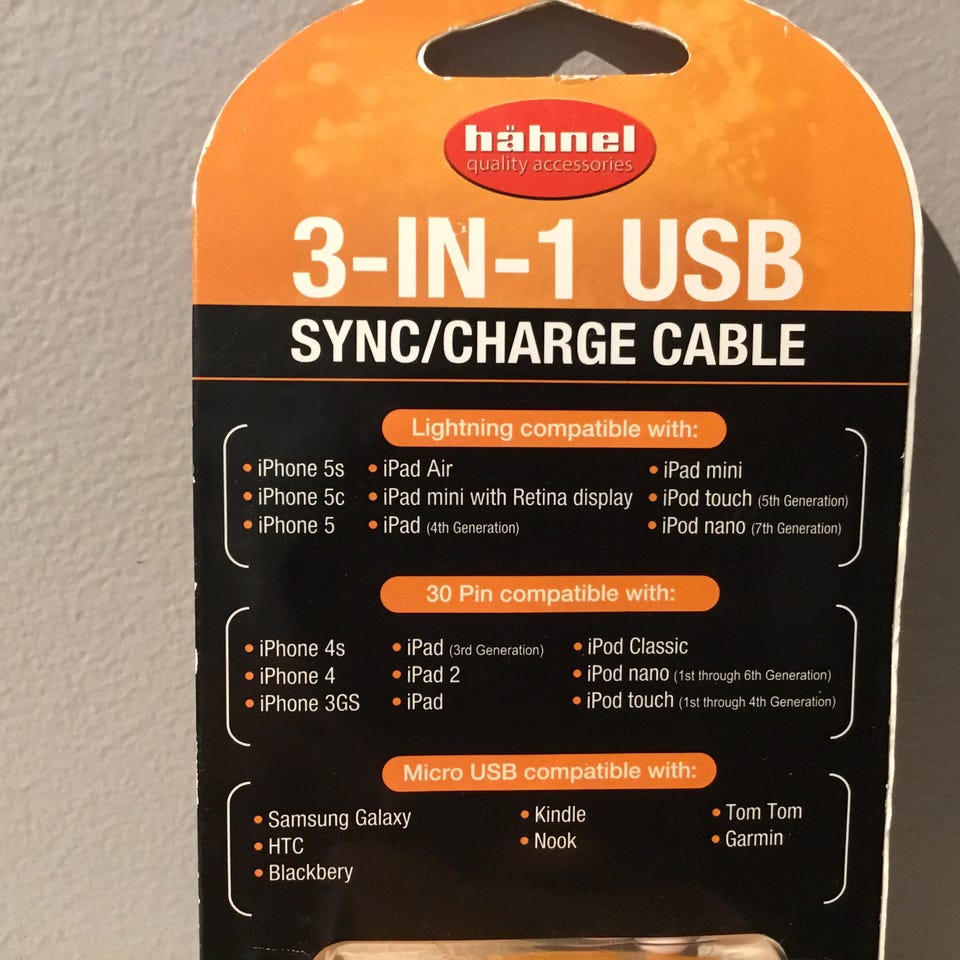 hähnel
quality accessories
3-IN-1 USB
SYNC/CHARGE CABLE
Lightning compatible with:
• iPhone 5s • iPad Air • iPad mini
• iPhone 5c • iPad mini with Retina display • iPod touch (5th Generation)
• iPhone 5 • iPad (4th Generation) • iPod nano (7th Generation)
30 Pin compatible with:
• iPhone 4s • iPad (3rd Generation) • iPod Classic
• iPhone 4 • iPad 2 • iPod nano (1st through 6th Generation)
• iPhone 3GS • iPad • iPod touch (1st through 4th Generation)
Micro USB compatible with:
• Samsung Galaxy • Kindle • Tom Tom
• HTC • Nook • Garmin
• Blackbery